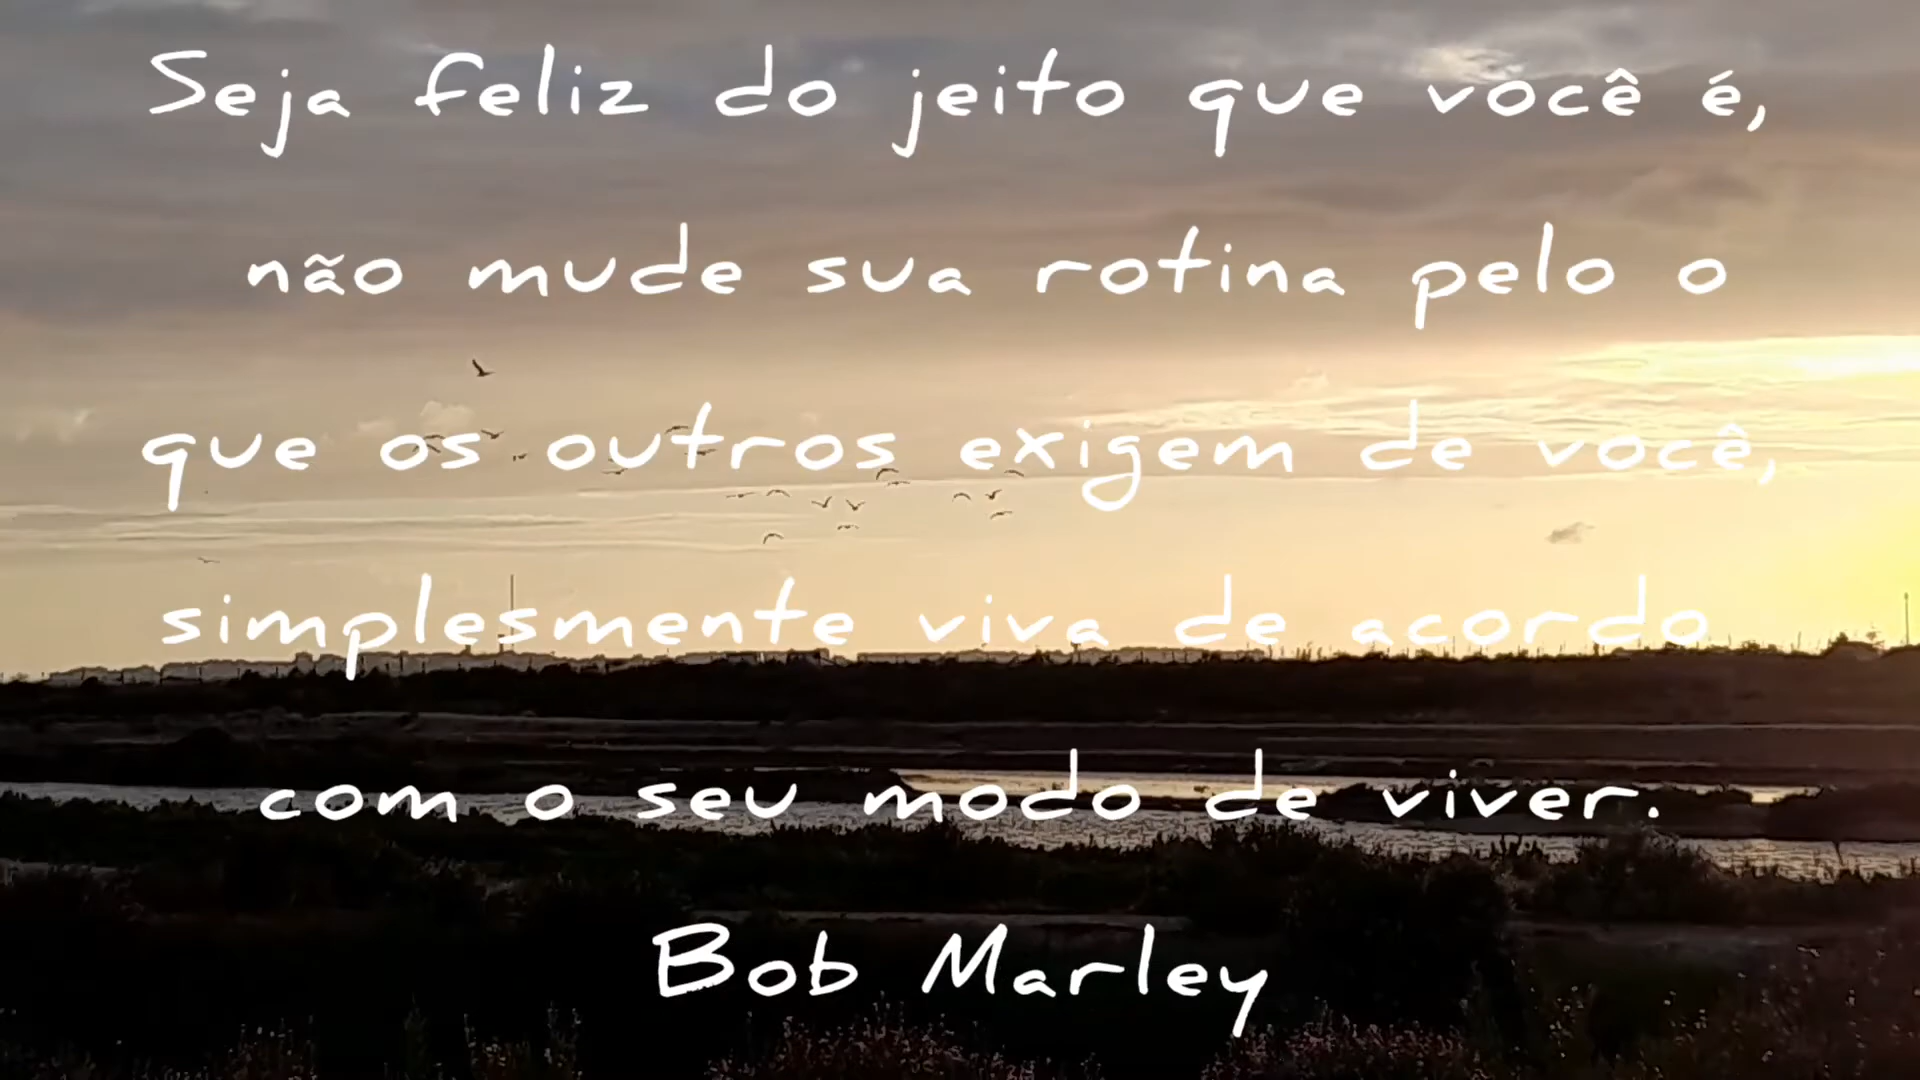 Seja feliz do jeito que você é,
não mude sua rotina pelo o
que os outros exigem de você,
simplesmente viva de acordo
com o seu modo de viver.
Bob Marley